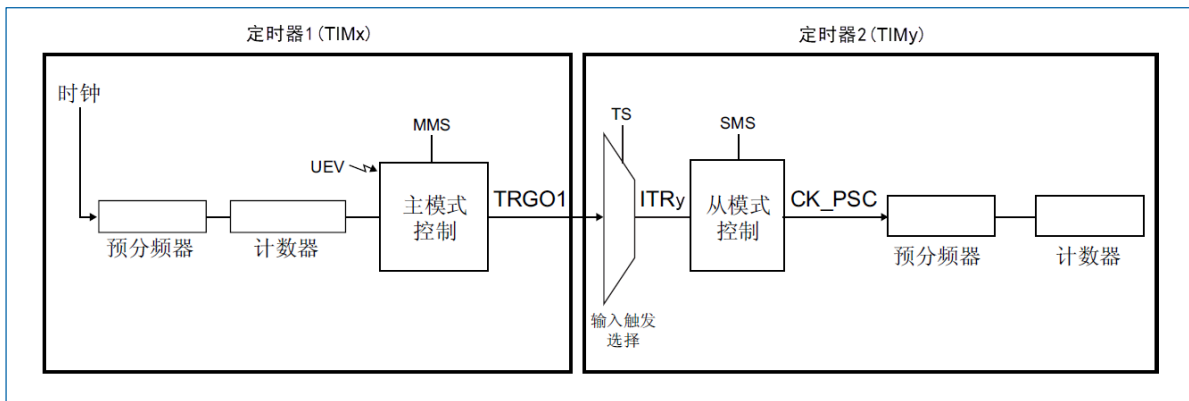 定时器1(TIMx)
定时器2(TIMy)
时钟
MMS
UEV
主模式
控制
TRGO1
预分频器
计数器
TS
SMS
ITRy
从模式
控制
CK_PSC
预分频器
计数器
输入触发
选择